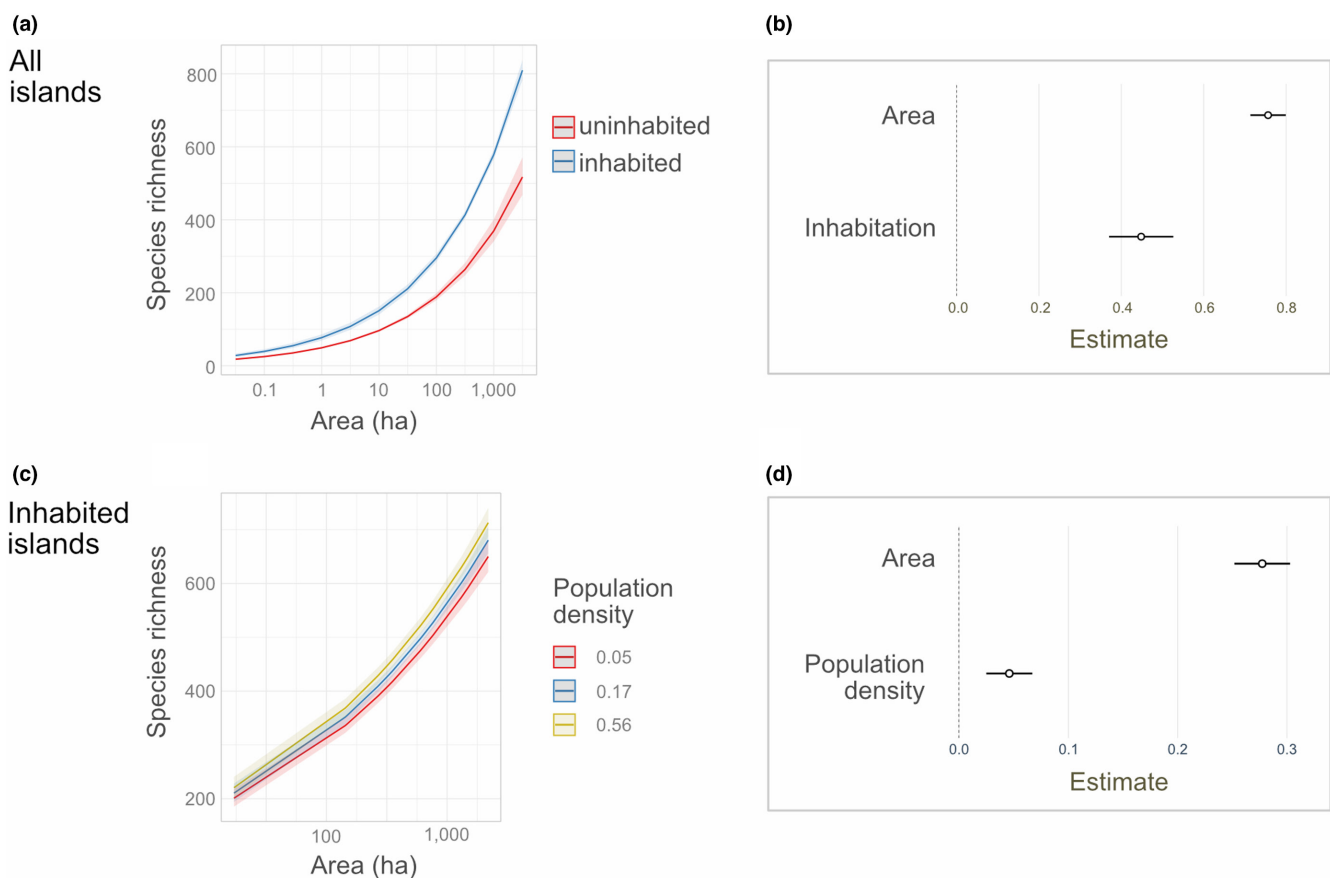 (a)
All
islands
Species richness
800
600
400
200
0
0.1 1 10 100 1,000
Area (ha)
uninhabited
inhabited
(b)
Area
Inhabitation
0.0 0.2 0.4 0.6 0.8
Estimate
(c)
Inhabited
islands
Species richness
600
400
200
100 1,000
Area (ha)
Population
density
0.05
0.17
0.56
(d)
Area
Population
density
0.0 0.1 0.2 0.3
Estimate